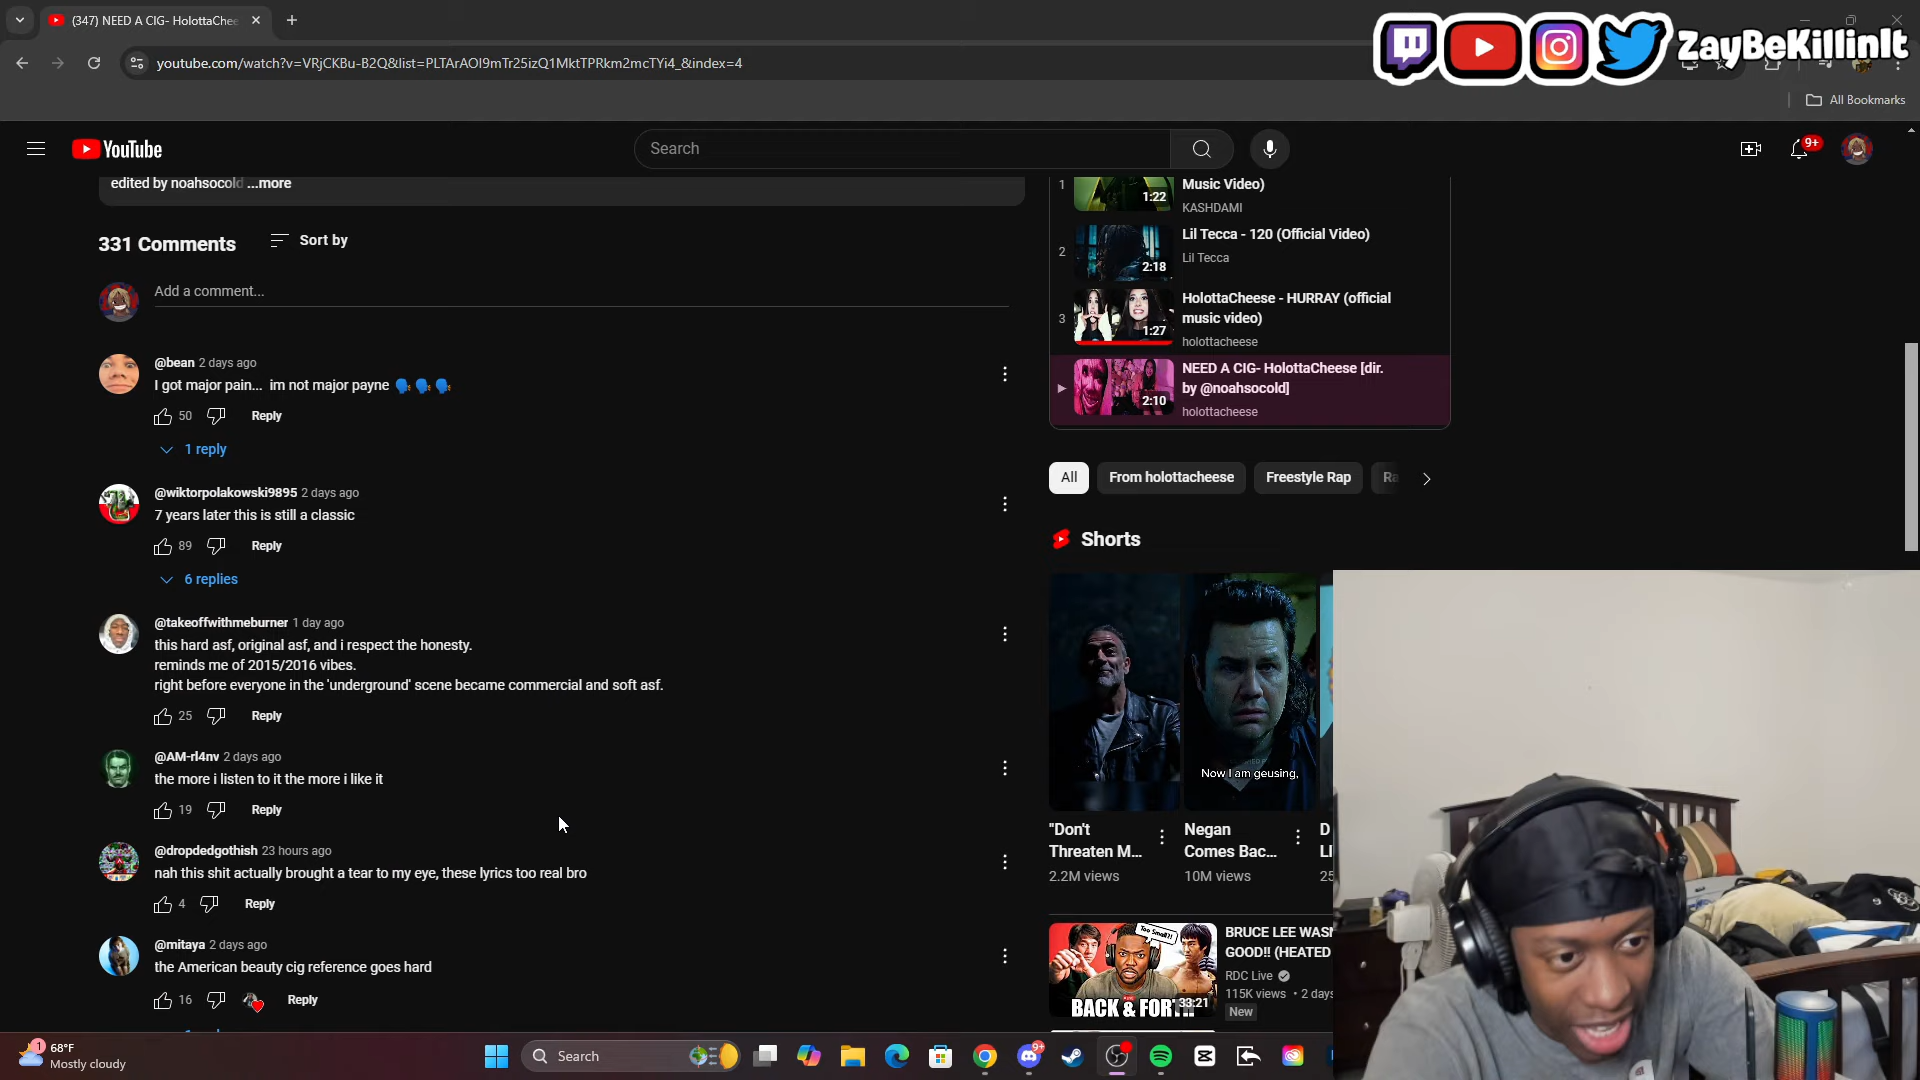 (347) NEED A CIG- HolottaChee
youtube.com/watch?v=VRjCKBu-B2Q&list=PLTArAOI9mTr25izQ1MktTPRkm2mcTYi4_&index=4
ZayBeKillinIt
All Bookmarks
YouTube
Search
9+
edited by noahsocold ...more
331 Comments
Sort by
Add a comment...
@bean 2 days ago
I got major pain... im not major payne 🗣️🗣️🗣️
50
Reply
1 reply
@wiktorpolakowski9895 2 days ago
7 years later this is still a classic
89
Reply
6 replies
@takeoffwithmeburner 1 day ago
this hard asf, original asf, and i respect the honesty.
reminds me of 2015/2016 vibes.
right before everyone in the 'underground' scene became commercial and soft asf.
25
Reply
@AM-rl4nv 2 days ago
the more i listen to it the more i like it
19
Reply
@dropdedgothish 23 hours ago
nah this shit actually brought a tear to my eye, these lyrics too real bro
4
Reply
@mitaya 2 days ago
the American beauty cig reference goes hard
16
Reply
1
Music Video)
1:22
KASHDAMI
2
Lil Tecca - 120 (Official Video)
2:18
Lil Tecca
3
HolottaCheese - HURRAY (official
music video)
1:27
holottacheese
NEED A CIG- HolottaCheese [dir.
by @noahsocold]
2:10
holottacheese
All
From holottacheese
Freestyle Rap
Ra
Shorts
Now I am geusing,
"Don't
Threaten M...
2.2M views
Negan
Comes Bac...
10M views
D
LI
25
Too Small?!
BACK & FORTH
33:21
BRUCE LEE WASN
GOOD!! (HEATED
RDC Live
115K views • 2 days
New
1
68°F
Mostly cloudy
Search
9+